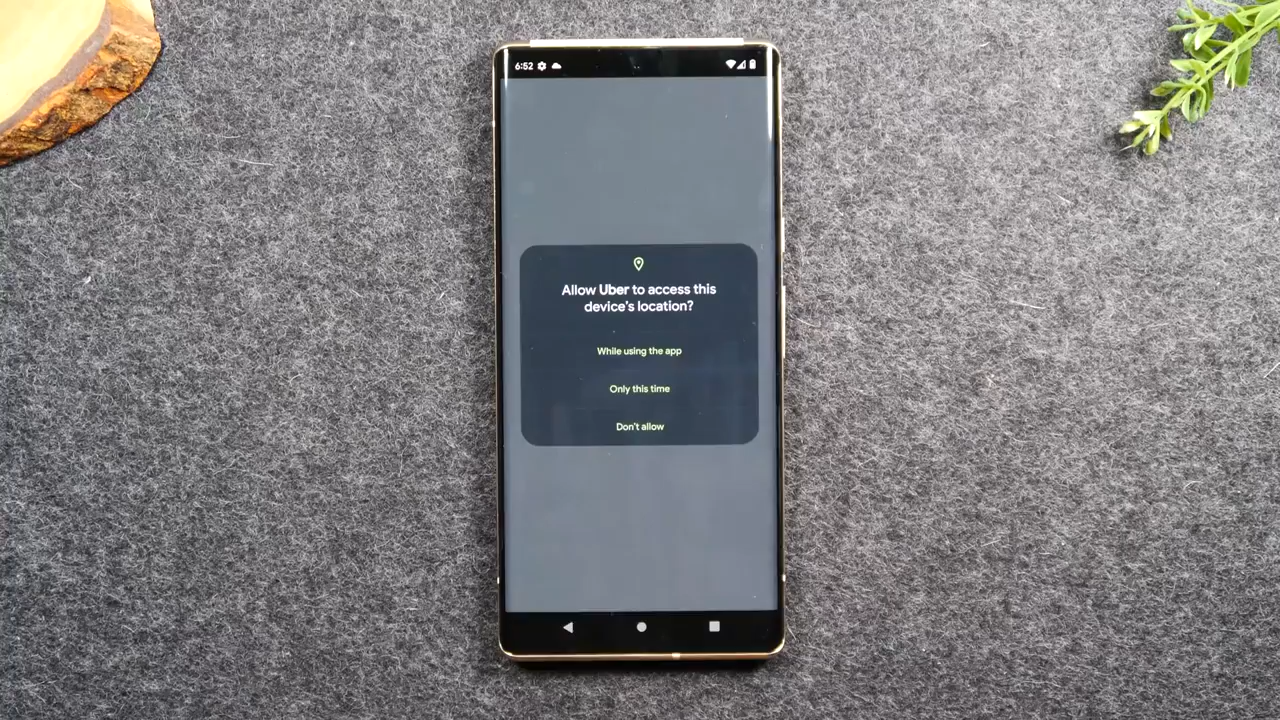 6:52
Allow Uber to access this
device's location?
While using the app
Only this time
Don't allow